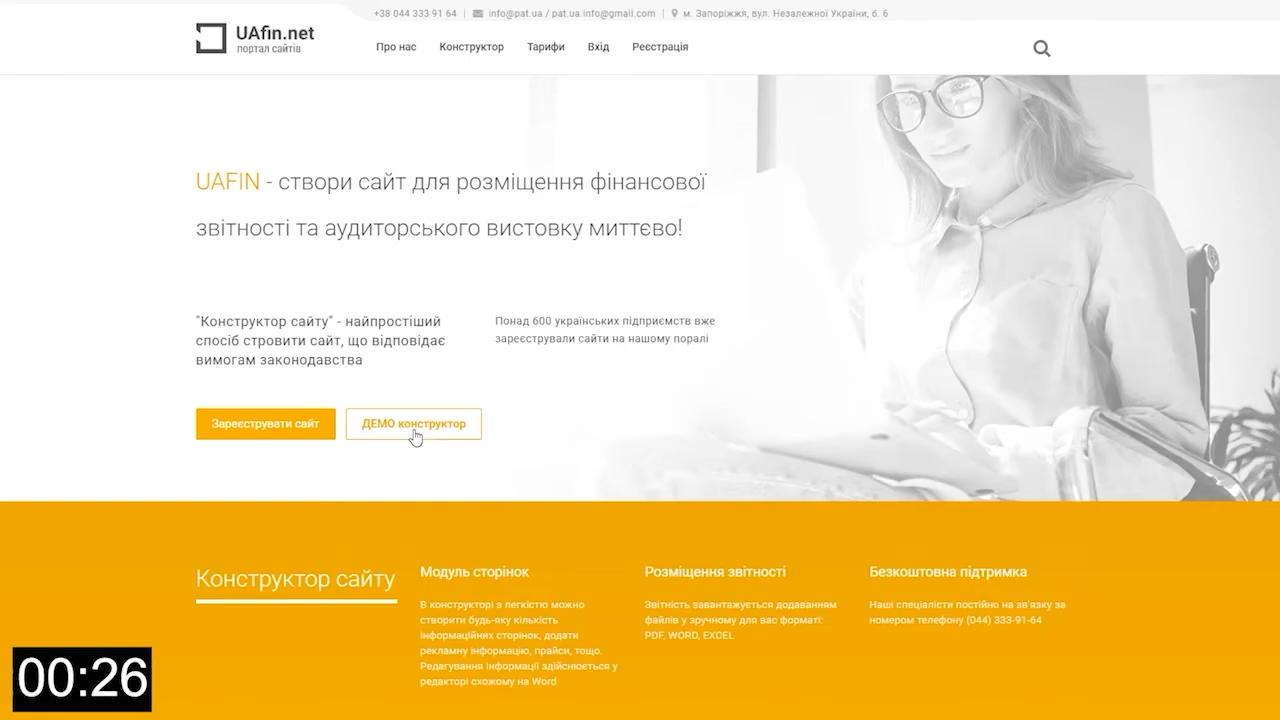 +38 044 333 91 64 | info@pat.ua / pat.ua.info@gmail.com | м. Запоріжжя, вул. Незалежної України, б. 6
UAfin.net
портал сайтів
Про нас Конструктор Тарифи Вхід Реєстрація
UAFIN - створи сайт для розміщення фінансової
звітності та аудиторського вистовку миттєво!
"Конструктор сайту" - найпростіший
спосіб стровити сайт, що відповідає
вимогам законодавства
Понад 600 українських підприємств вже
зареєстрували сайти на нашому поралі
Зареєструвати сайт
ДЕМО конструктор
Конструктор сайту
Модуль сторінок
В конструкторі з легкістю можно
створити будь-яку кількість
інформаційних сторінок, додати
рекламну інформацію, прайси, тощо.
Редагування інформації здійснюється у
редакторі схожому на Word
Розміщення звітності
Звітність завантажується додаванням
файлів у зручному для вас форматі:
PDF, WORD, EXCEL
Безкоштовна підтримка
Наші спеціалісти постійно на зв'язку за
номером телефону (044) 333-91-64
00:26